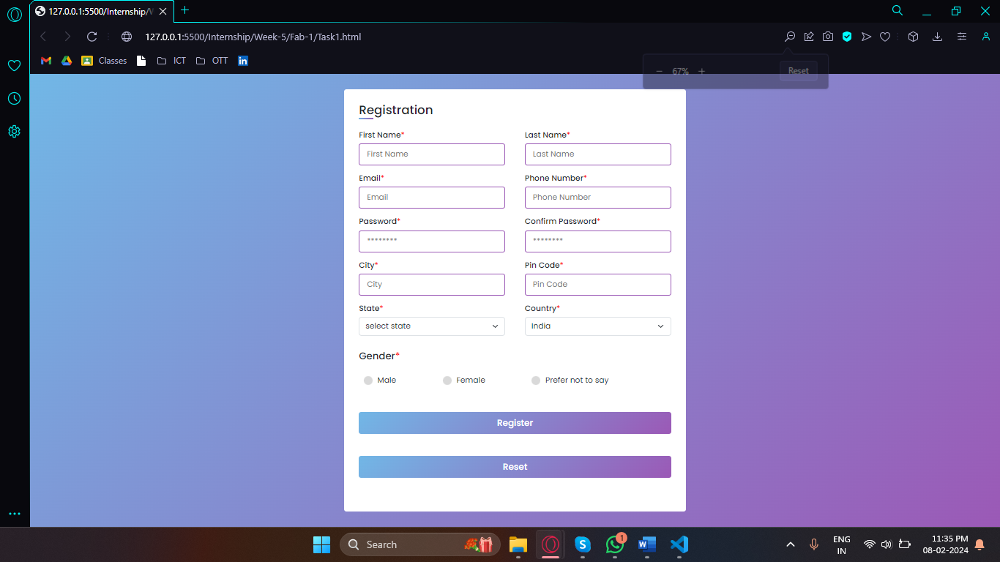 127.0.0.1:5500/Internship/W
127.0.0.1:5500/Internship/Week-5/Fab-1/Task1.html
Classes ICT OTT in
67% Reset
Registration
First Name* Last Name*
First Name Last Name
Email* Phone Number*
Email Phone Number
Password* Confirm Password*
******** ********
City* Pin Code*
City Pin Code
State* Country*
select state India
Gender*
Male Female Prefer not to say
Register
Reset
Search 1 ENG 11:35 PM
IN 08-02-2024